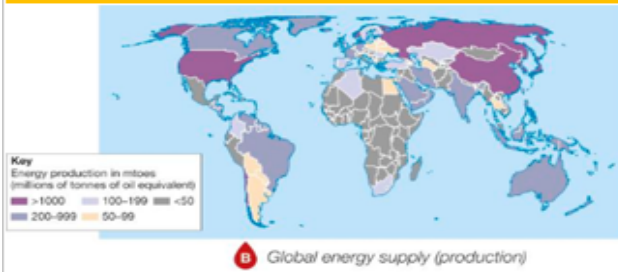 Key
Energy production in mtoes
(millions of tonnes of oil equivalent)
>1000 100–199 <50
200–999 50–99
B Global energy supply (production)